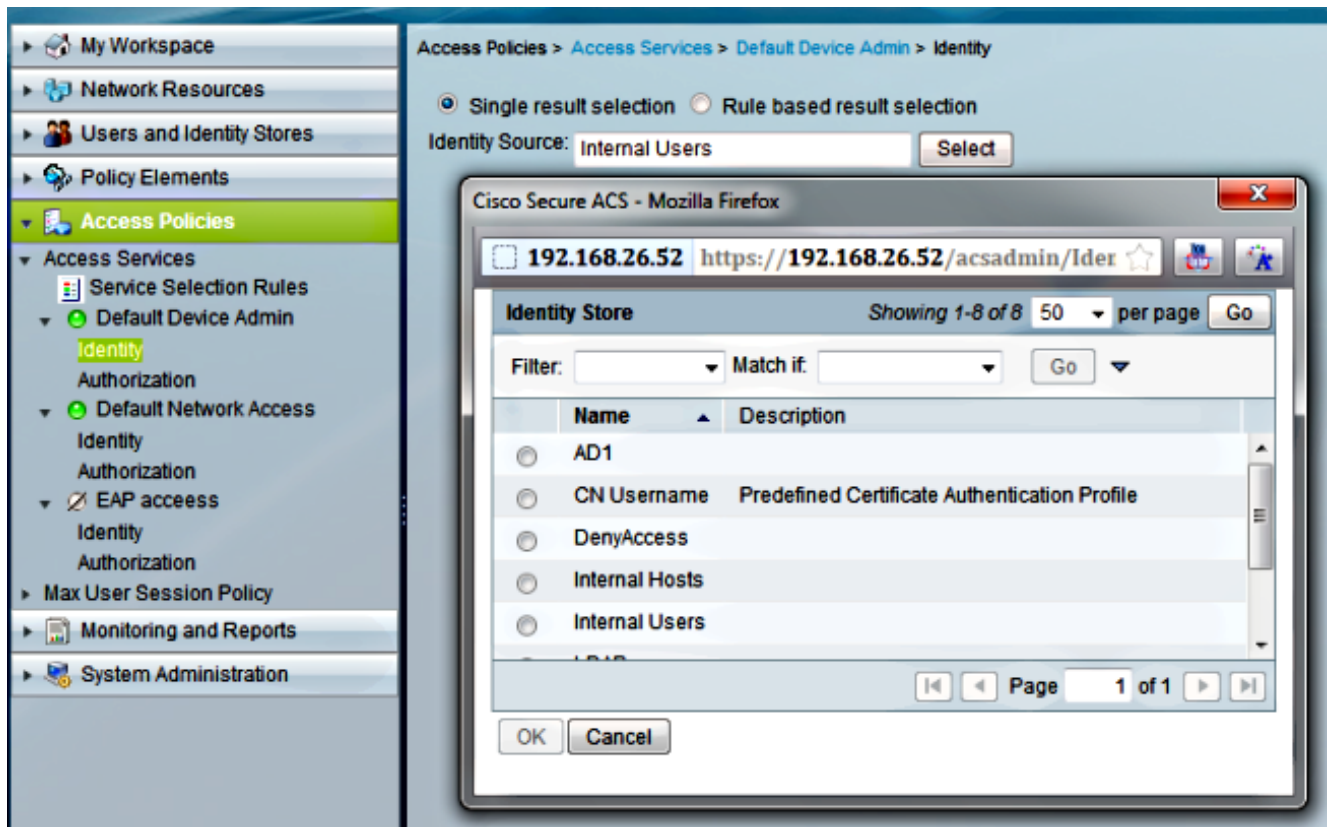 My Workspace
Network Resources
Users and Identity Stores
Policy Elements
Access Policies
Access Services
Service Selection Rules
Default Device Admin
Identity
Authorization
Default Network Access
Identity
Authorization
EAP acceess
Identity
Authorization
Max User Session Policy
Monitoring and Reports
System Administration
Access Policies > Access Services > Default Device Admin > Identity
Single result selection Rule based result selection
Identity Source: Internal Users Select
Cisco Secure ACS - Mozilla Firefox
192.168.26.52 https://192.168.26.52/acsadmin/Iden
Identity Store Showing 1-8 of 8 50 per page Go
Filter: Match if: Go
Name Description
AD1
CN Username Predefined Certificate Authentication Profile
DenyAccess
Internal Hosts
Internal Users
Page 1 of 1
OK Cancel